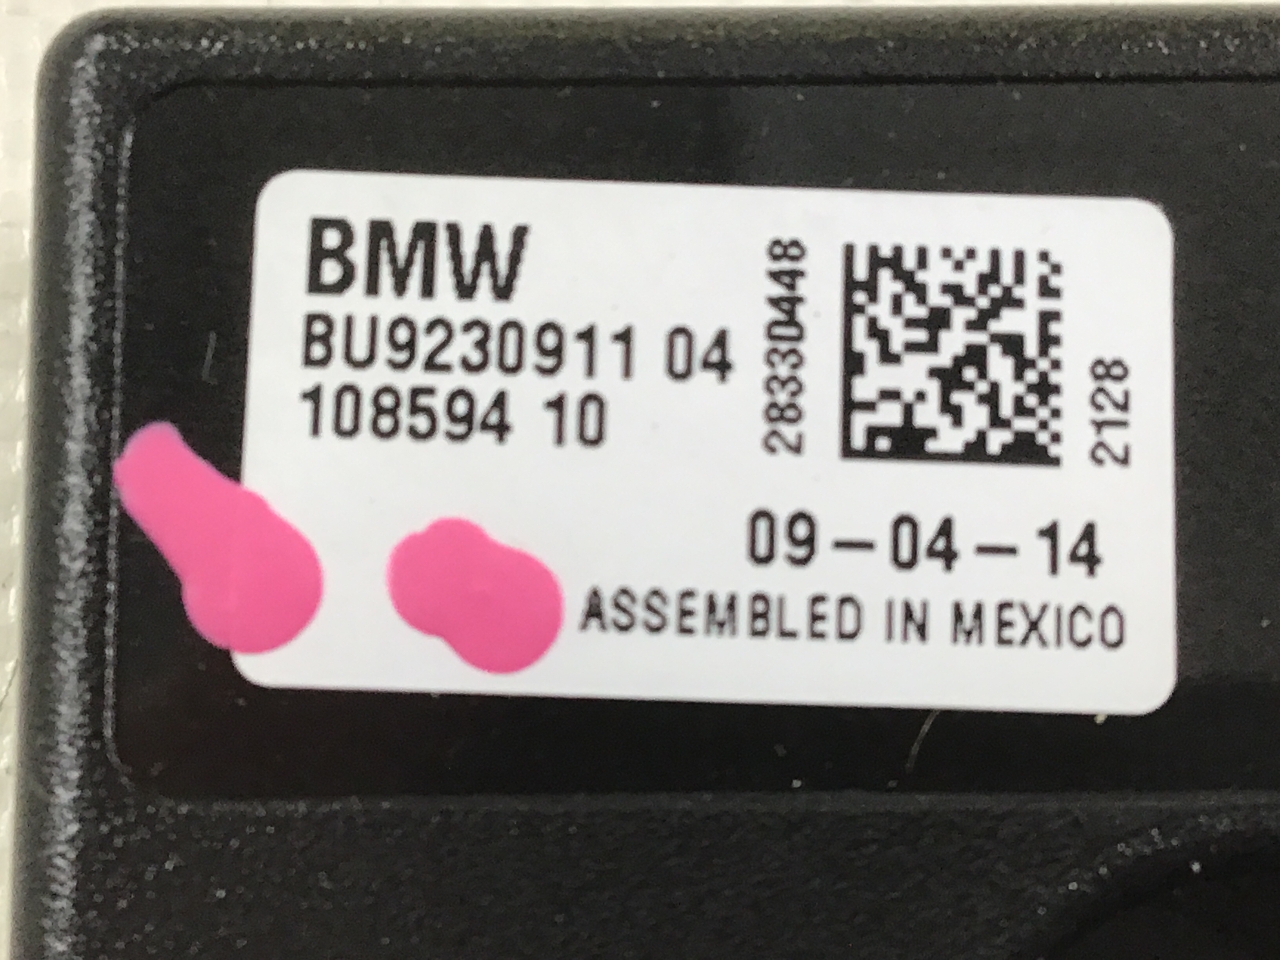 BMW
BU9230911 04
108594 10
28330448
2128
09-04-14
ASSEMBLED IN MEXICO